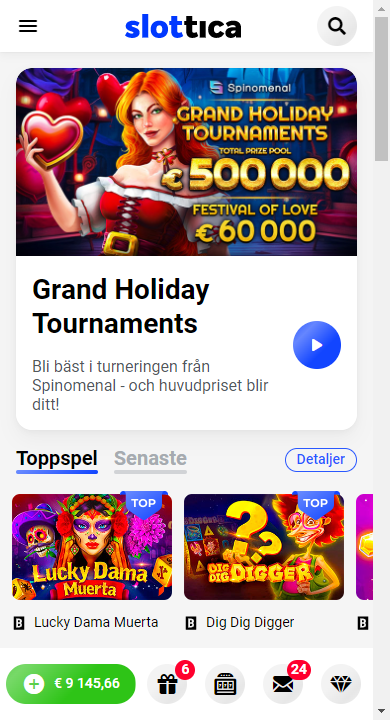 slottica
Spinomenal
GRAND HOLIDAY
TOURNAMENTS
TOTAL PRIZE POOL
€ 500 000
FESTIVAL OF LOVE
€ 60 000
Grand Holiday
Tournaments
Bli bäst i turneringen från
Spinomenal - och huvudpriset blir
ditt!
Toppspel Senaste Detaljer
TOP TOP
LUCKY DAMA
MUERTA
DIG DIG
DIGGER
B Lucky Dama Muerta B Dig Dig Digger B
€ 9 145,66 6 24